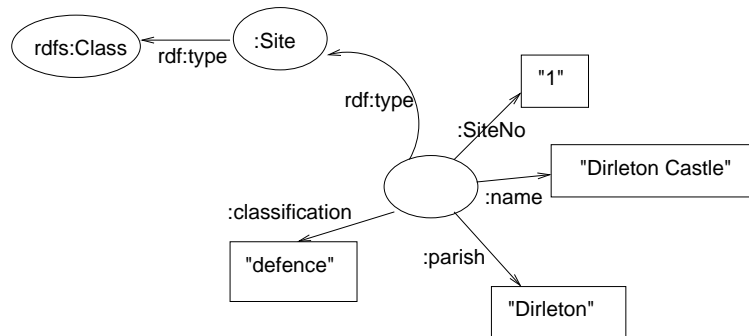 :Site
rdfs:Class
rdf:type
"1"
rdf:type
:SiteNo
"Dirleton Castle"
:name
:classification
"defence"
:parish
"Dirleton"